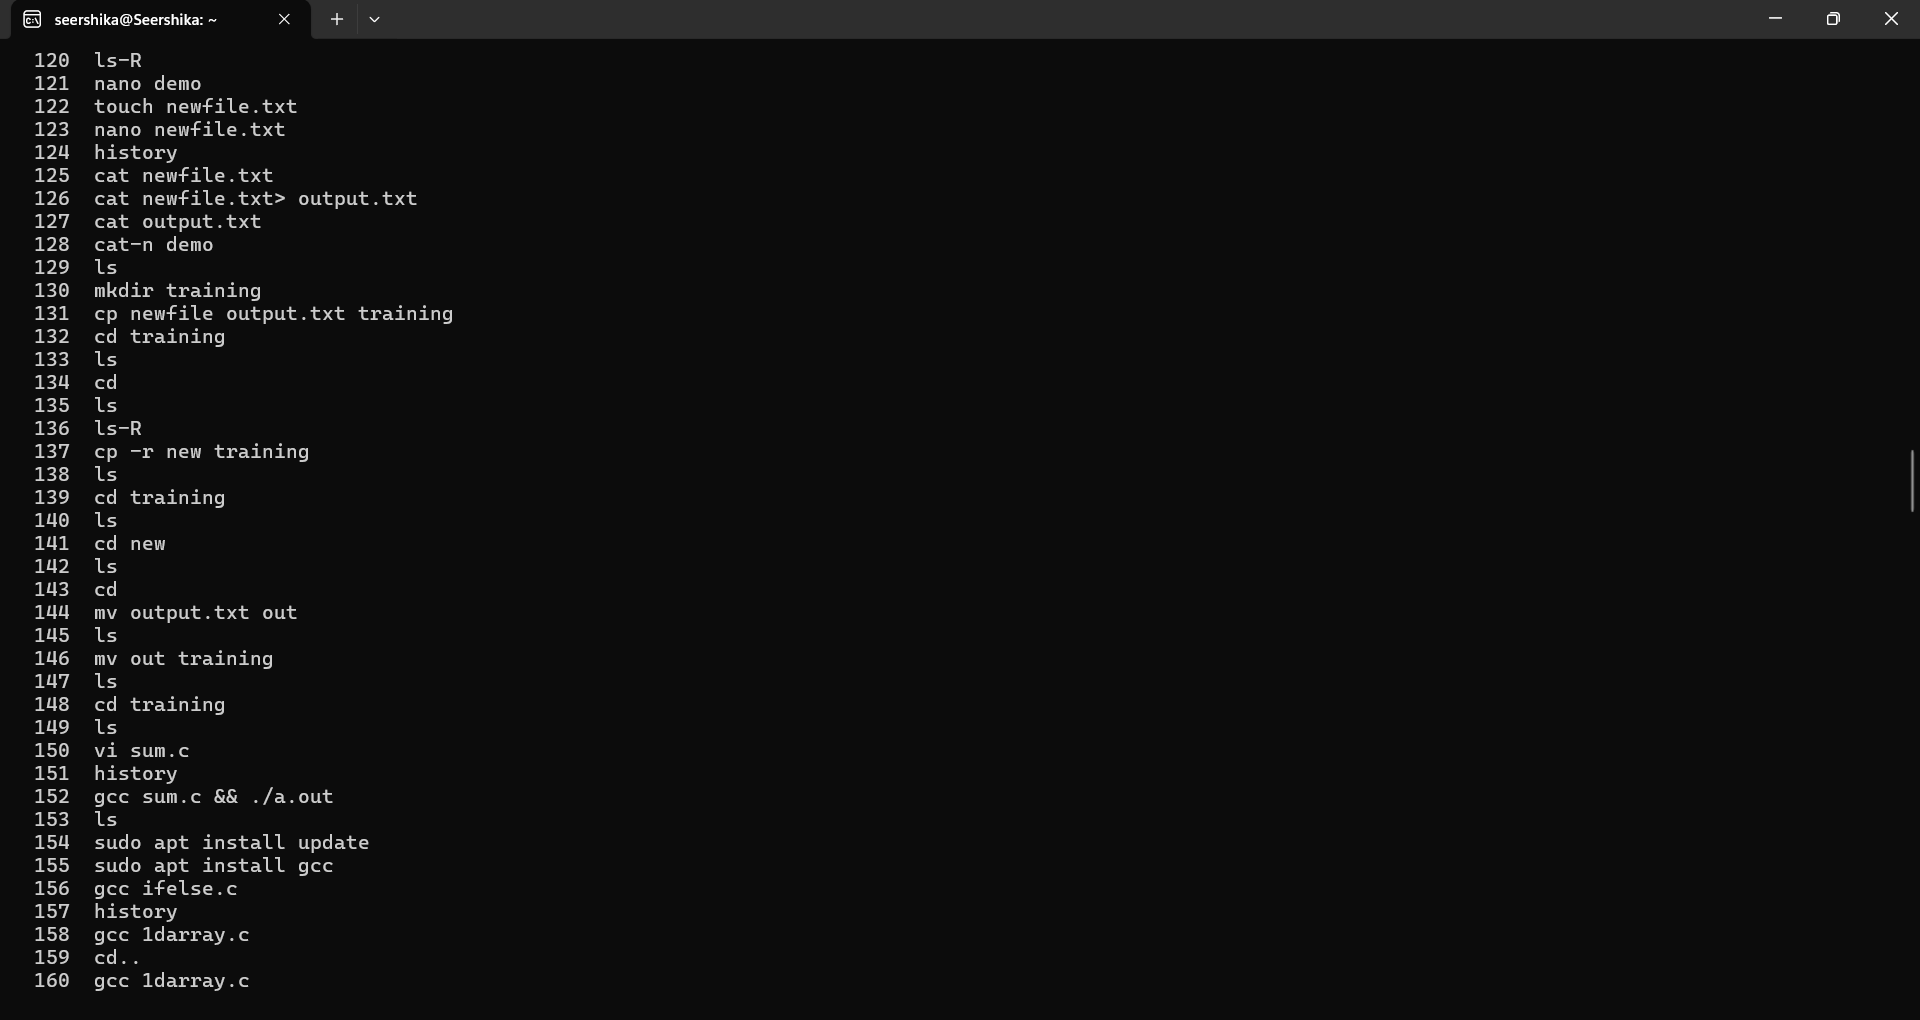 seershika@Seershika: ~
120 ls-R
121 nano demo
122 touch newfile.txt
123 nano newfile.txt
124 history
125 cat newfile.txt
126 cat newfile.txt> output.txt
127 cat output.txt
128 cat-n demo
129 ls
130 mkdir training
131 cp newfile output.txt training
132 cd training
133 ls
134 cd
135 ls
136 ls-R
137 cp -r new training
138 ls
139 cd training
140 ls
141 cd new
142 ls
143 cd
144 mv output.txt out
145 ls
146 mv out training
147 ls
148 cd training
149 ls
150 vi sum.c
151 history
152 gcc sum.c && ./a.out
153 ls
154 sudo apt install update
155 sudo apt install gcc
156 gcc ifelse.c
157 history
158 gcc 1darray.c
159 cd..
160 gcc 1darray.c